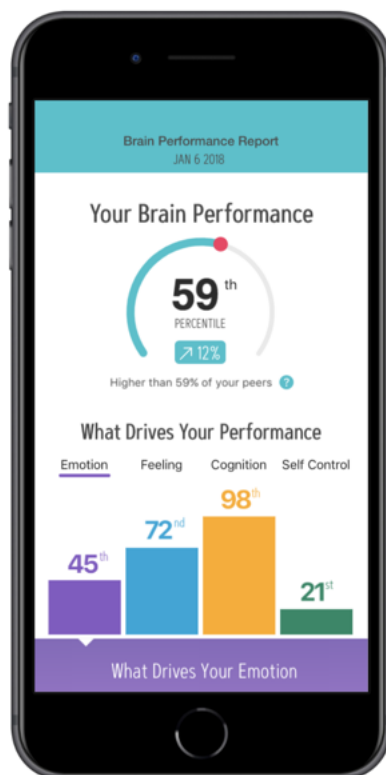 Brain Performance Report
JAN 6 2018
Your Brain Performance
59th
PERCENTILE
↗ 12%
Higher than 59% of your peers ?
What Drives Your Performance
Emotion Feeling Cognition Self Control
45th 72nd 98th 21st
What Drives Your Emotion